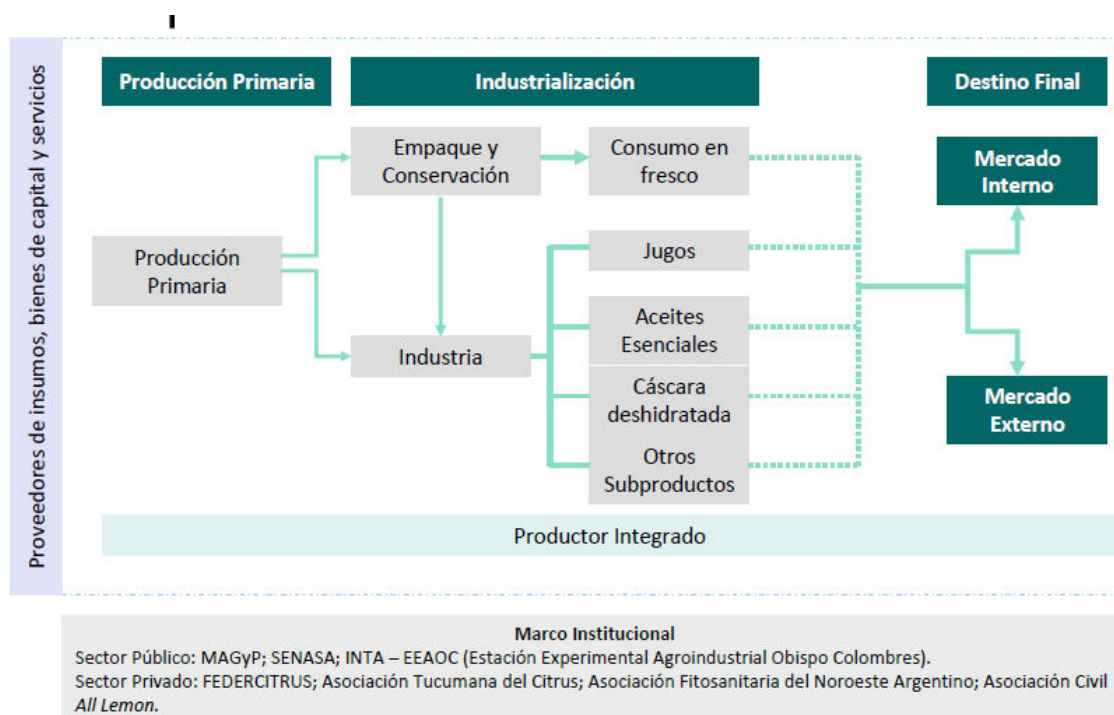 Proveedores de insumos, bienes de capital y servicios
Producción Primaria
Industrialización
Destino Final
Empaque y
Conservación
Consumo en
fresco
Mercado
Interno
Producción
Primaria
Jugos
Industria
Aceites
Esenciales
Cáscara
deshidratada
Mercado
Externo
Otros
Subproductos
Productor Integrado
Marco Institucional
Sector Público: MAGyP; SENASA; INTA – EEAOC (Estación Experimental Agroindustrial Obispo Colombres).
Sector Privado: FEDERCITRUS; Asociación Tucumana del Citrus; Asociación Fitosanitaria del Noroeste Argentino; Asociación Civil
All Lemon.